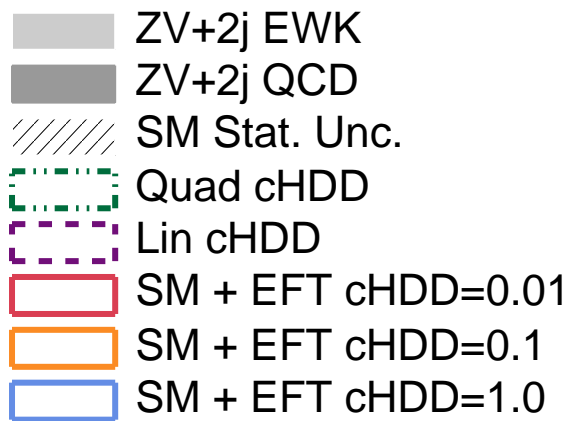 ZV+2j EWK
ZV+2j QCD
SM Stat. Unc.
Quad cHDD
Lin cHDD
SM + EFT cHDD=0.01
SM + EFT cHDD=0.1
SM + EFT cHDD=1.0